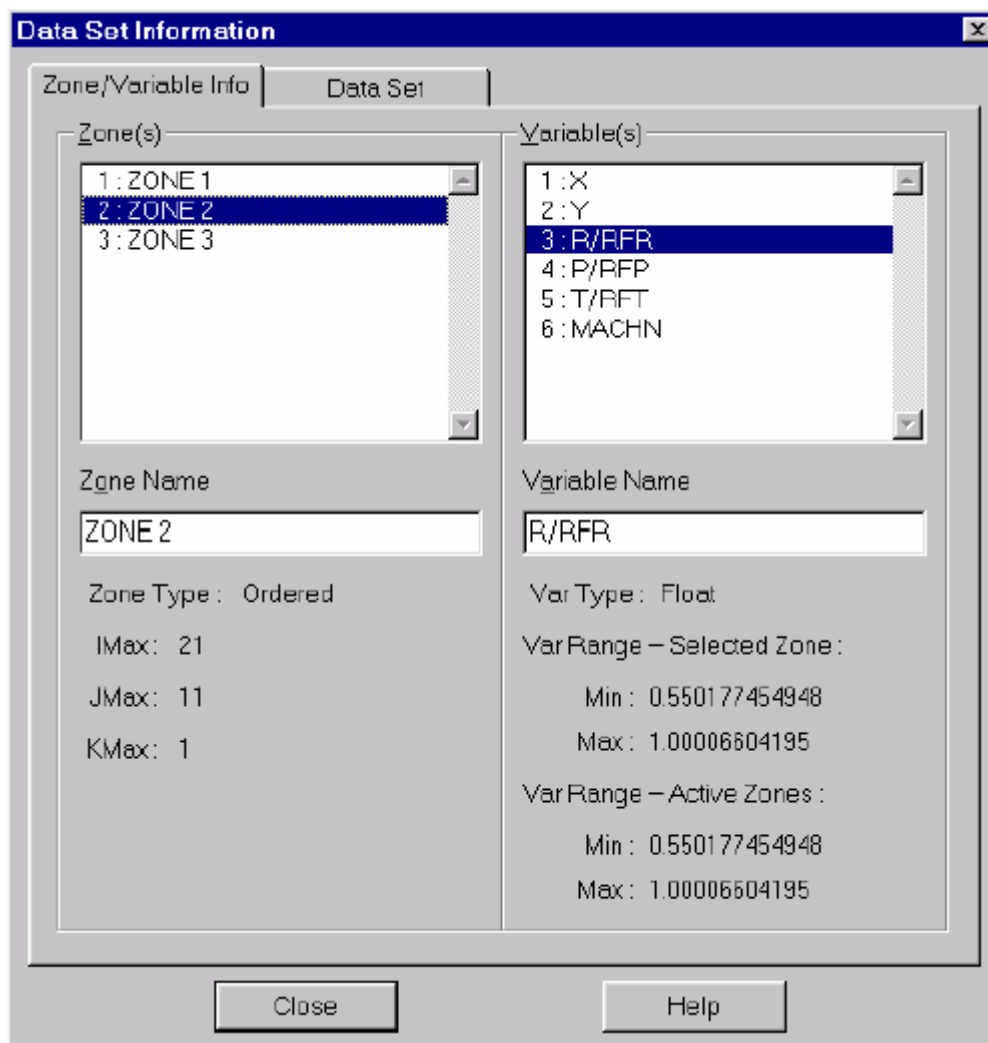 Data Set Information
Zone/Variable Info
Data Set
Zone(s)
1 : ZONE 1
2 : ZONE 2
3 : ZONE 3
Zone Name
ZONE 2
Zone Type : Ordered
IMax : 21
JMax : 11
KMax : 1
Variable(s)
1 : X
2 : Y
3 : R/RFR
4 : P/RFP
5 : T/RFT
6 : MACHN
Variable Name
R/RFR
Var Type : Float
Var Range – Selected Zone :
Min : 0.550177454948
Max : 1.00006604195
Var Range – Active Zones :
Min : 0.550177454948
Max : 1.00006604195
Close
Help